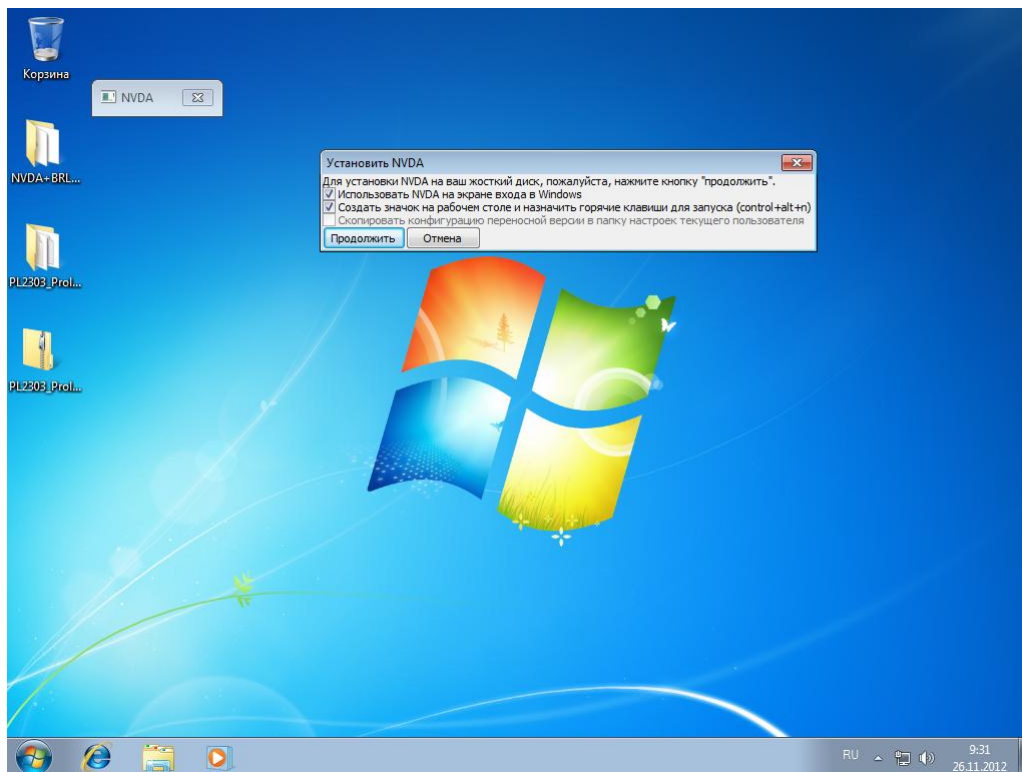 Корзина
NVDA
NVDA+BRL...
Установить NVDA
Для установки NVDA на ваш жосткий диск, пожалуйста, нажмите кнопку "продолжить".
Использовать NVDA на экране входа в Windows
Создать значок на рабочем столе и назначить горячие клавиши для запуска (control+alt+n)
Скопировать конфигурацию переносной версии в папку настроек текущего пользователя
Продолжить Отмена
PL2303_Prol...
PL2303_Prol...
RU 9:31
26.11.2012